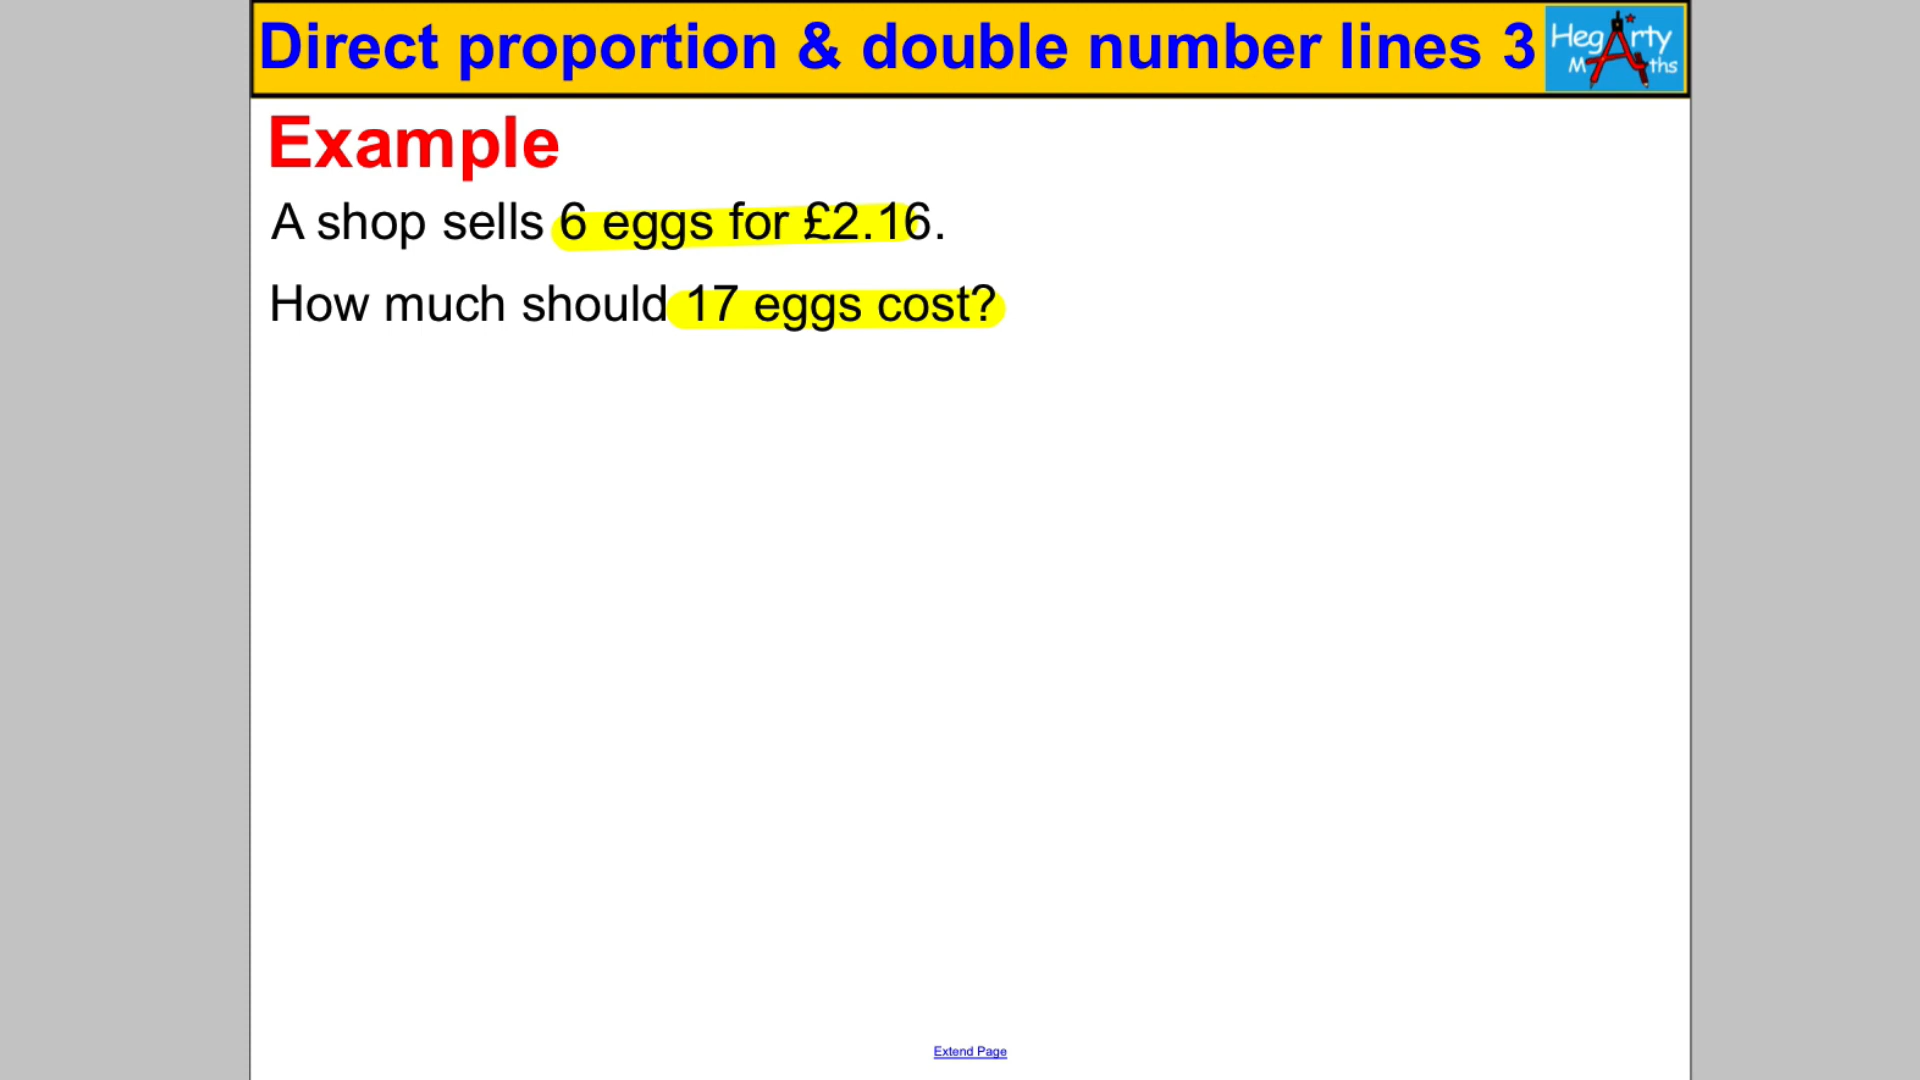 Direct proportion & double number lines 3
HegArty
MAths
Example
A shop sells 6 eggs for £2.16.
How much should 17 eggs cost?
Extend Page